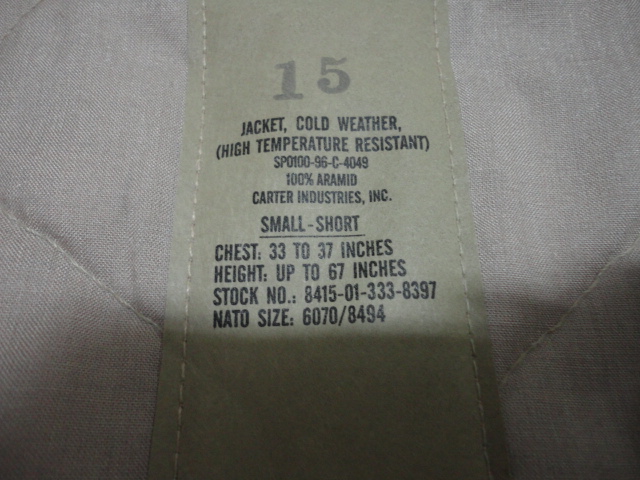 15
JACKET, COLD WEATHER,
(HIGH TEMPERATURE RESISTANT)
SPO100-96-C-4049
100% ARAMID
CARTER INDUSTRIES, INC.
SMALL-SHORT
CHEST: 33 TO 37 INCHES
HEIGHT: UP TO 67 INCHES
STOCK NO.: 8415-01-333-8397
NATO SIZE: 6070/8494